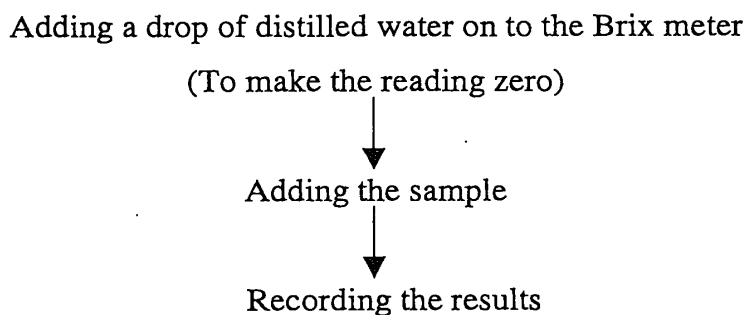 Adding a drop of distilled water on to the Brix meter
(To make the reading zero)
Adding the sample
Recording the results